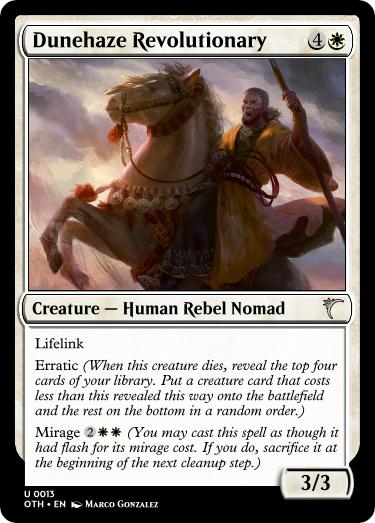 Dunehaze Revolutionary 4
Creature — Human Rebel Nomad
Lifelink
Erratic (When this creature dies, reveal the top four
cards of your library. Put a creature card that costs
less than this revealed this way onto the battlefield
and the rest on the bottom in a random order.)
Mirage 2 (You may cast this spell as though it
had flash for its mirage cost. If you do, sacrifice it at
the beginning of the next cleanup step.)
3/3
U 0013
OTH • EN Marco Gonzalez